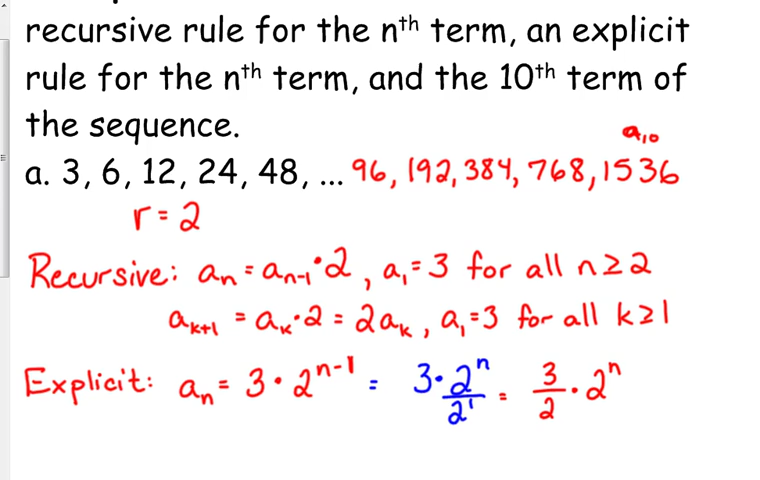 recursive rule for the nᵗʰ term, an explicit
rule for the nᵗʰ term, and the 10ᵗʰ term of
the sequence.
a₁₀
a. 3, 6, 12, 24, 48, ... 96, 192, 384, 768, 1536
r = 2
Recursive: aₙ = aₙ₋₁ • 2 , a₁ = 3 for all n ≥ 2
aₖ₊₁ = aₖ • 2 = 2aₖ , a₁ = 3 for all k ≥ 1
Explicit: aₙ = 3 • 2ⁿ⁻¹ = 3 • 2ⁿ/2¹ = 3/2 • 2ⁿ